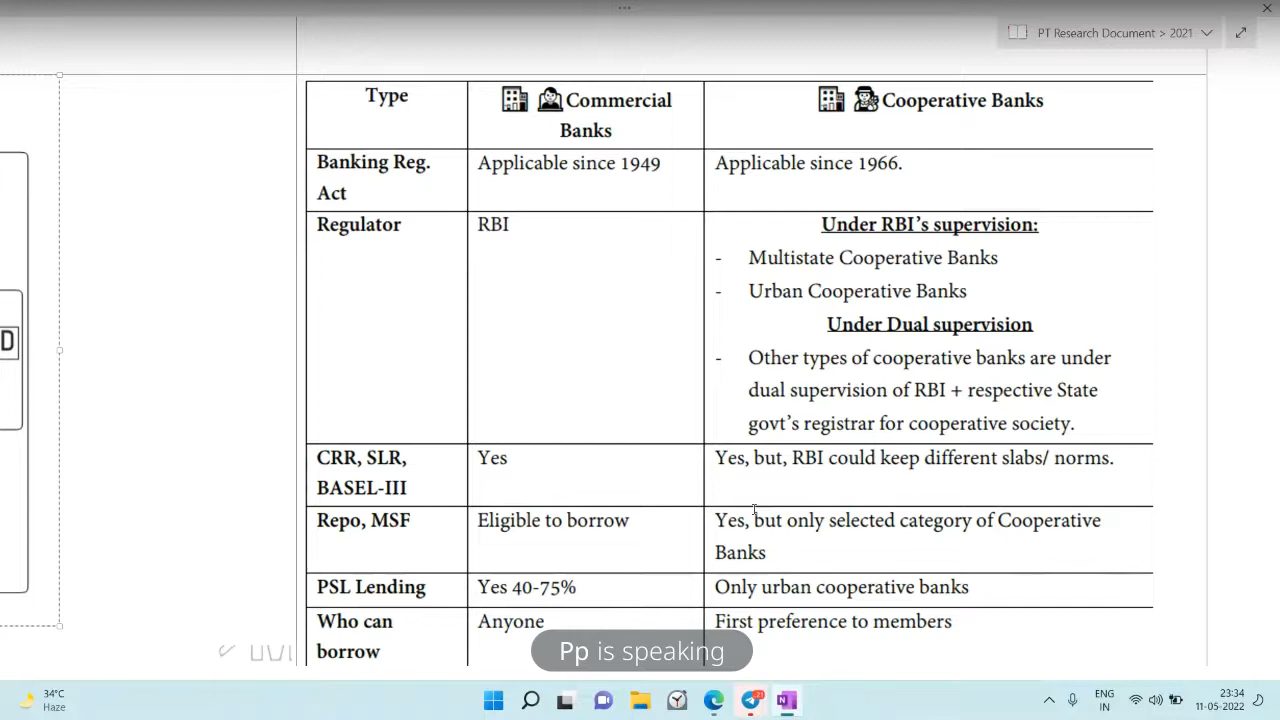 PT Research Document > 2021
Type
Commercial
Banks
Cooperative Banks
Banking Reg.
Act
Applicable since 1949
Applicable since 1966.
Regulator
RBI
Under RBI's supervision:
- Multistate Cooperative Banks
- Urban Cooperative Banks
Under Dual supervision
- Other types of cooperative banks are under
dual supervision of RBI + respective State
govt's registrar for cooperative society.
D
CRR, SLR,
BASEL-III
Yes
Yes, but, RBI could keep different slabs/ norms.
Repo, MSF
Eligible to borrow
Yes, but only selected category of Cooperative
Banks
PSL Lending
Yes 40-75%
Only urban cooperative banks
Who can
borrow
Anyone
First preference to members
Pp is speaking
34°C
Haze
21
ENG
IN
23:34
11-05-2022